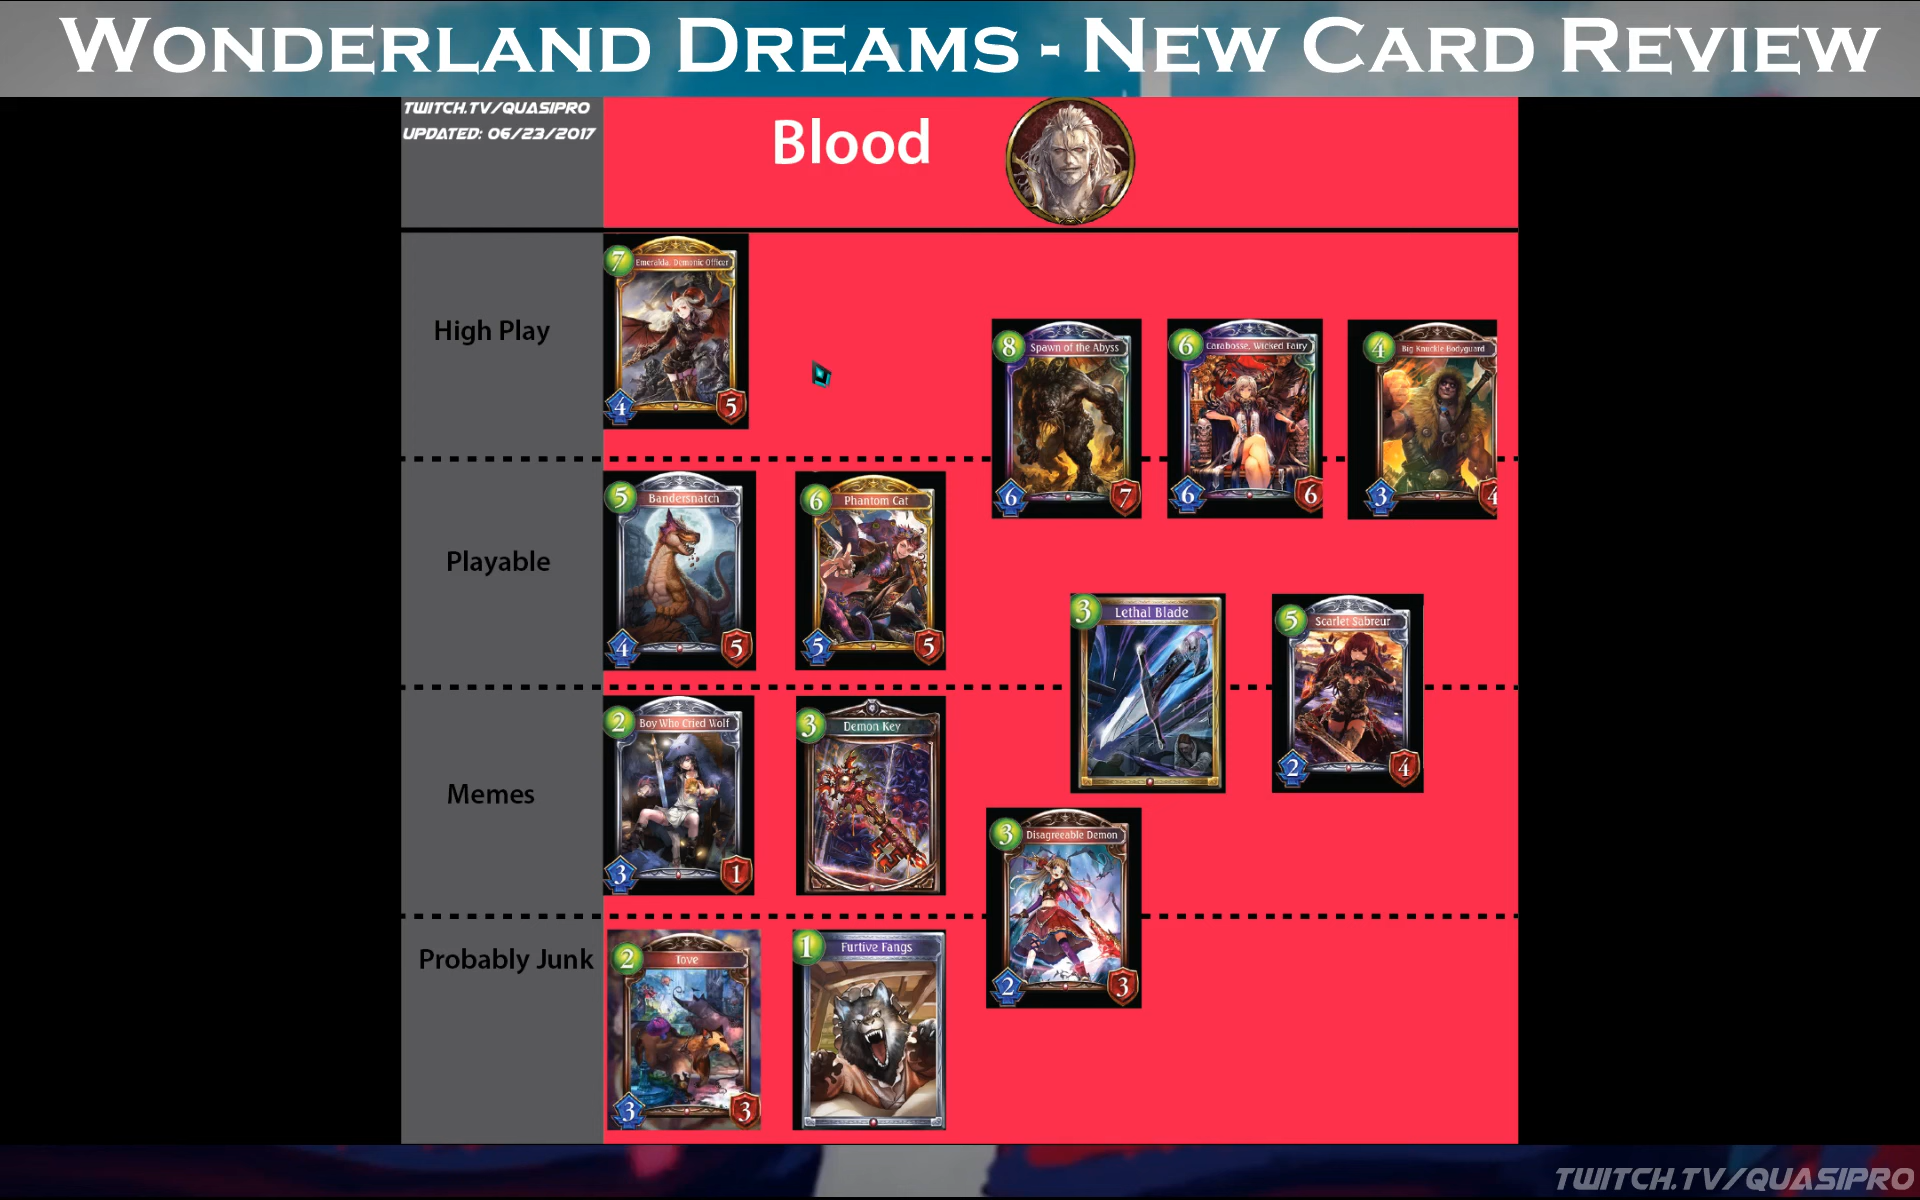 WONDERLAND DREAMS - NEW CARD REVIEW
TWITCH.TV/QUASIPRO
UPDATED: 06/23/2017
Blood
High Play
7
Emeralda, Demonic Officer
4
5
8
Spawn of the Abyss
6
7
6
Carabosse, Wicked Fairy
6
6
4
Big Knuckle Bodyguard
3
4
Playable
5
Bandersnatch
4
5
6
Phantom Cat
5
5
3
Lethal Blade
5
Scarlet Sabreur
2
4
Memes
2
Boy Who Cried Wolf
3
1
3
Demon Key
3
Disagreeable Demon
2
3
Probably Junk
2
Tove
3
3
1
Furtive Fangs
TWITCH.TV/QUASIPRO